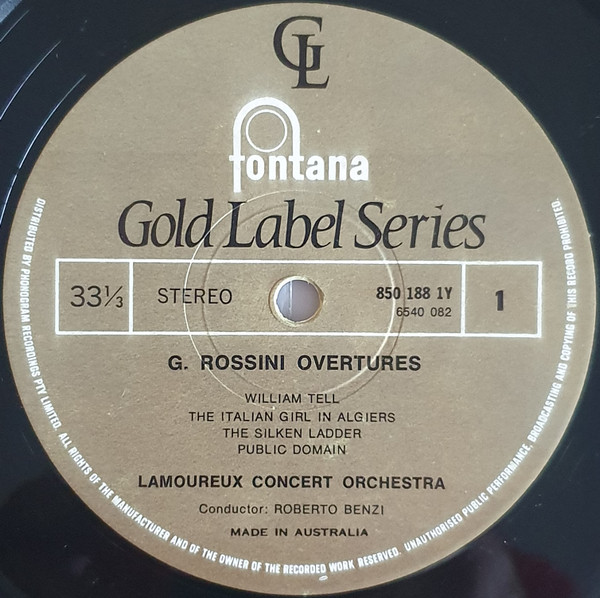 GL
fontana
Gold Label Series
33⅓
STEREO
850 188 1Y
6540 082
1
G. ROSSINI OVERTURES
WILLIAM TELL
THE ITALIAN GIRL IN ALGIERS
THE SILKEN LADDER
PUBLIC DOMAIN
LAMOUREUX CONCERT ORCHESTRA
Conductor: ROBERTO BENZI
MADE IN AUSTRALIA
DISTRIBUTED BY PHONOGRAM RECORDINGS PTY LIMITED. ALL RIGHTS OF THE MANUFACTURER AND OF THE OWNER OF THE RECORDED WORK RESERVED. UNAUTHORISED PUBLIC PERFORMANCE, BROADCASTING AND COPYING OF THIS RECORD PROHIBITED.